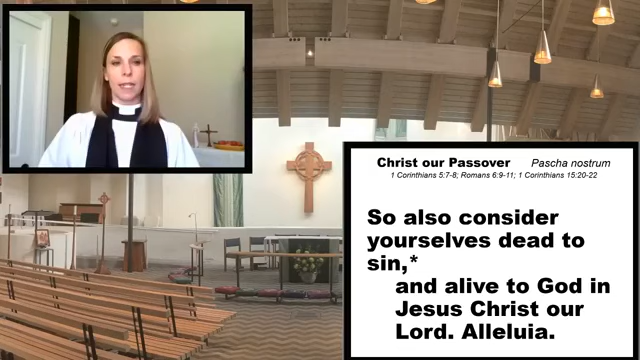 Christ our Passover Pascha nostrum
1 Corinthians 5:7-8; Romans 6:9-11; 1 Corinthians 15:20-22
So also consider
yourselves dead to
sin,*
and alive to God in
Jesus Christ our
Lord. Alleluia.